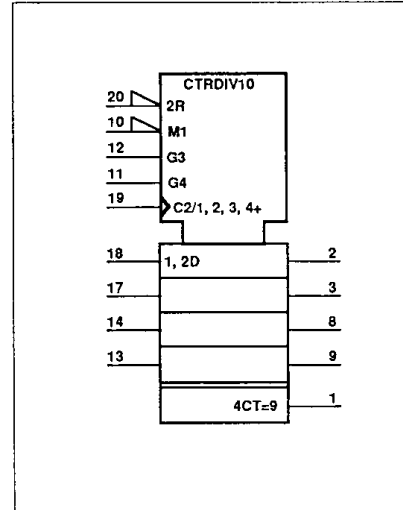 CTRDIV10
20 2R
10 M1
12 G3
11 G4
19 C2/1, 2, 3, 4+
18 1, 2D 2
17 3
14 8
13 9
4CT=9 1